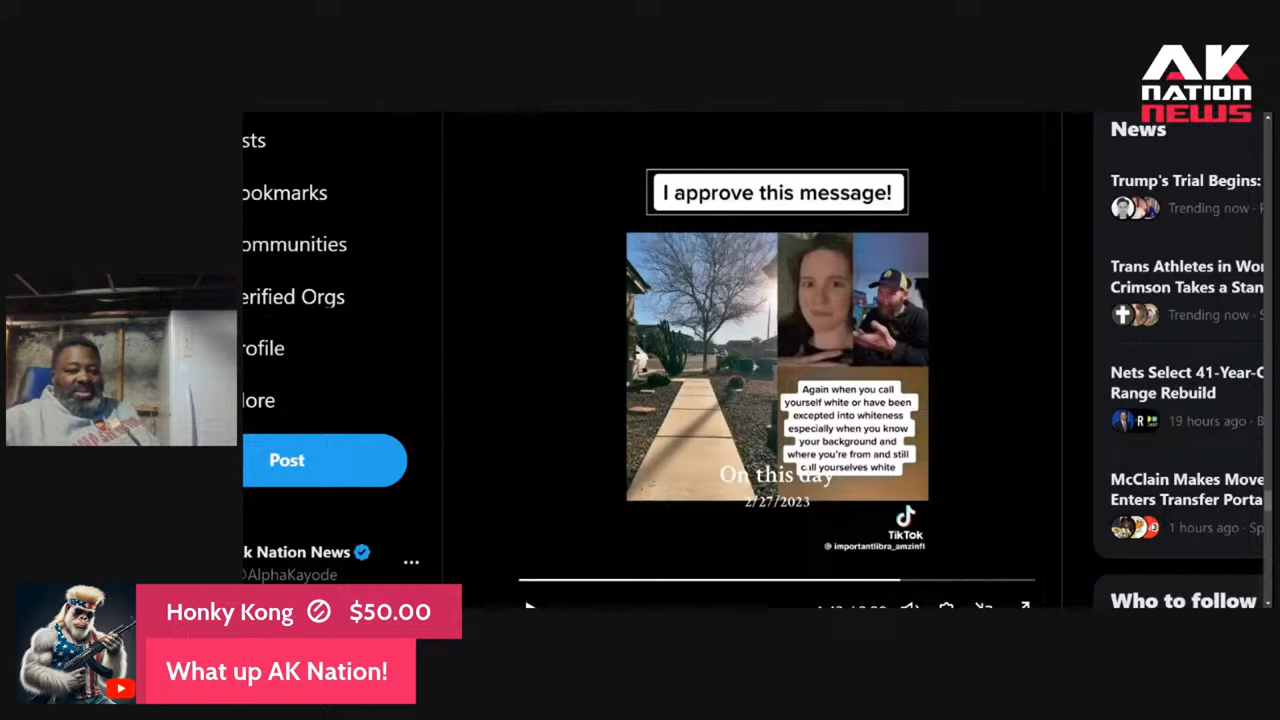 AK
NATION
NEWS
sts
ookmarks
ommunities
erified Orgs
rofile
ore
Post
k Nation News
@AlphaKayode
I approve this message!
Again when you call
yourself white or have been
excepted into whiteness
especially when you know
your background and
where you're from and still
call yourselves white
On this day
2/27/2023
TikTok
@ importantlibra_amzinfl
News
Trump's Trial Begins:
Trending now ·
Trans Athletes in Wo
Crimson Takes a Stan
Trending now ·
Nets Select 41-Year-
Range Rebuild
19 hours ago ·
McClain Makes Move
Enters Transfer Porta
1 hours ago · Sp
Who to follow
Honky Kong $50.00
What up AK Nation!